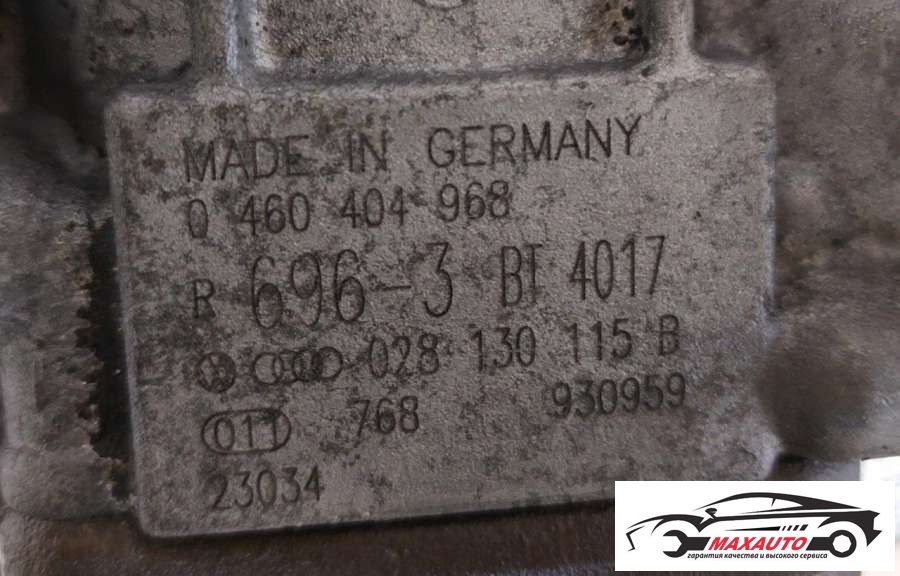 MADE IN GERMANY
0 460 404 968
R 696-3 BT 4017
028 130 115 B
011 768 930959
23034
MAXAUTO
гарантия качества и высокого сервиса